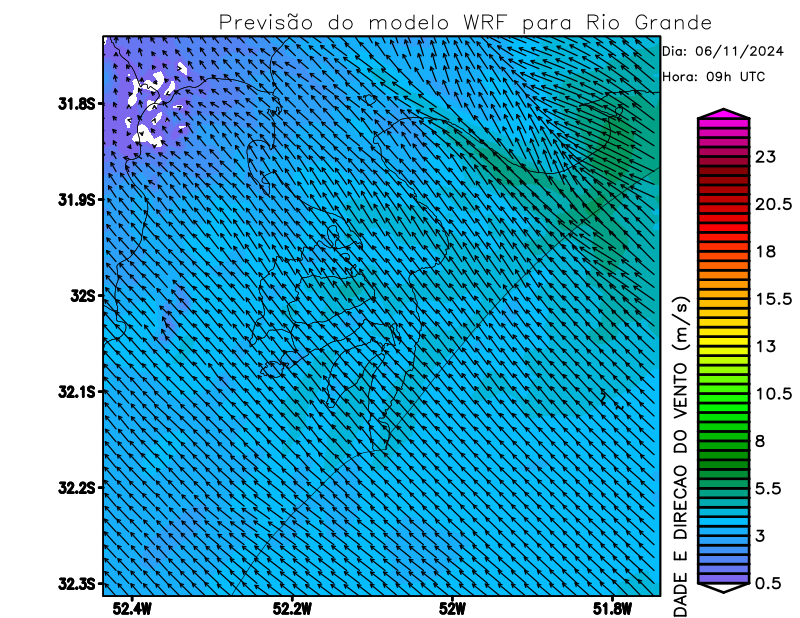 Previsão do modelo WRF para Rio Grande
Dia: 06/11/2024
Hora: 09h UTC
31.8S
31.9S
32S
32.1S
32.2S
32.3S
52.4W
52.2W
52W
51.8W
DADE E DIRECAO DO VENTO (m/s)
23
20.5
18
15.5
13
10.5
8
5.5
3
0.5